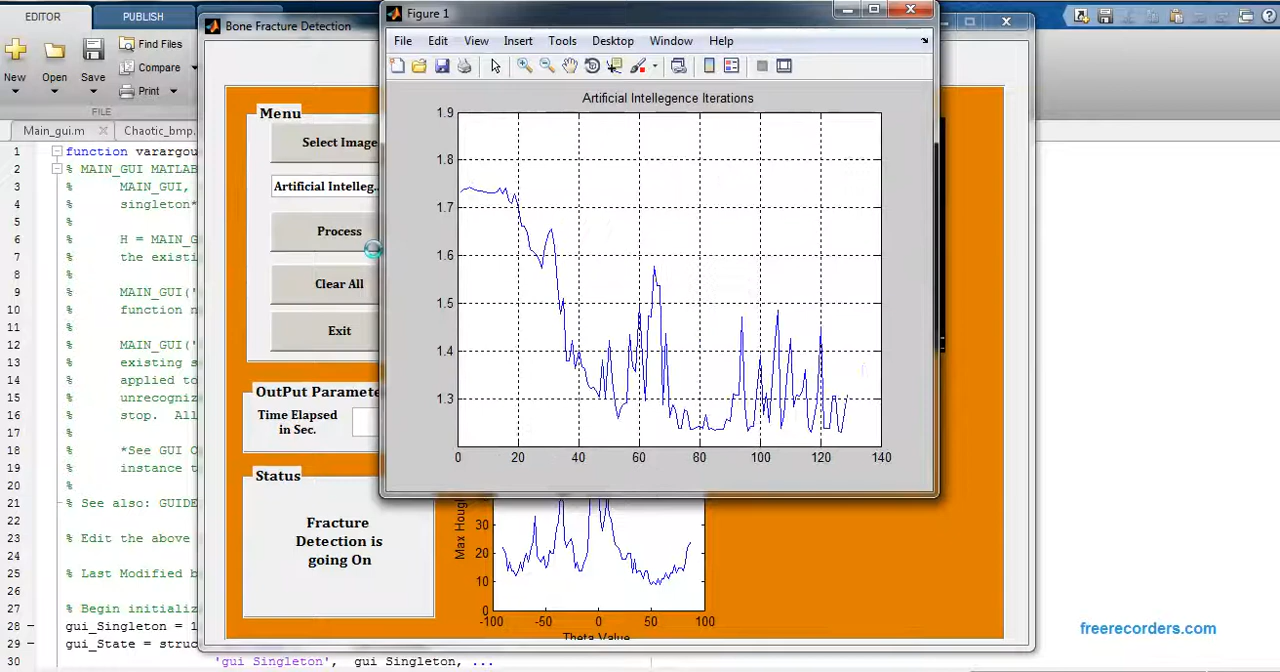 EDITOR
PUBLISH
New
Open
Save
Find Files
Compare
Print
FILE
Main_gui.m
Chaotic_bmp.
Bone Fracture Detection
Menu
Select Image
Artificial Intelleg..
Process
Clear All
Exit
OutPut Paramete
Time Elapsed
in Sec.
Status
Fracture
Detection is
going On
Figure 1
File Edit View Insert Tools Desktop Window Help
Artificial Intellegence Iterations
1.9
1.8
1.7
1.6
1.5
1.4
1.3
0 20 40 60 80 100 120 140
Max Hough
30
20
10
0
-100 -50 0 50 100
Theta Value
1 function varargou
2 % MAIN_GUI MATLAB
3 % MAIN_GUI,
4 % singleton*
5 %
6 % H = MAIN_G
7 % the existi
8 %
9 % MAIN_GUI('
10 % function n
11 %
12 % MAIN_GUI('
13 % existing s
14 % applied to
15 % unrecogniz
16 % stop. All
17 %
18 % *See GUI O
19 % instance t
20 %
21 % See also: GUIDE
22
23 % Edit the above
24
25 % Last Modified b
26
27 % Begin initializ
28 gui_Singleton = 1
29 gui_State = struc
30 'gui_Singleton', gui_Singleton, ...
freerecorders.com